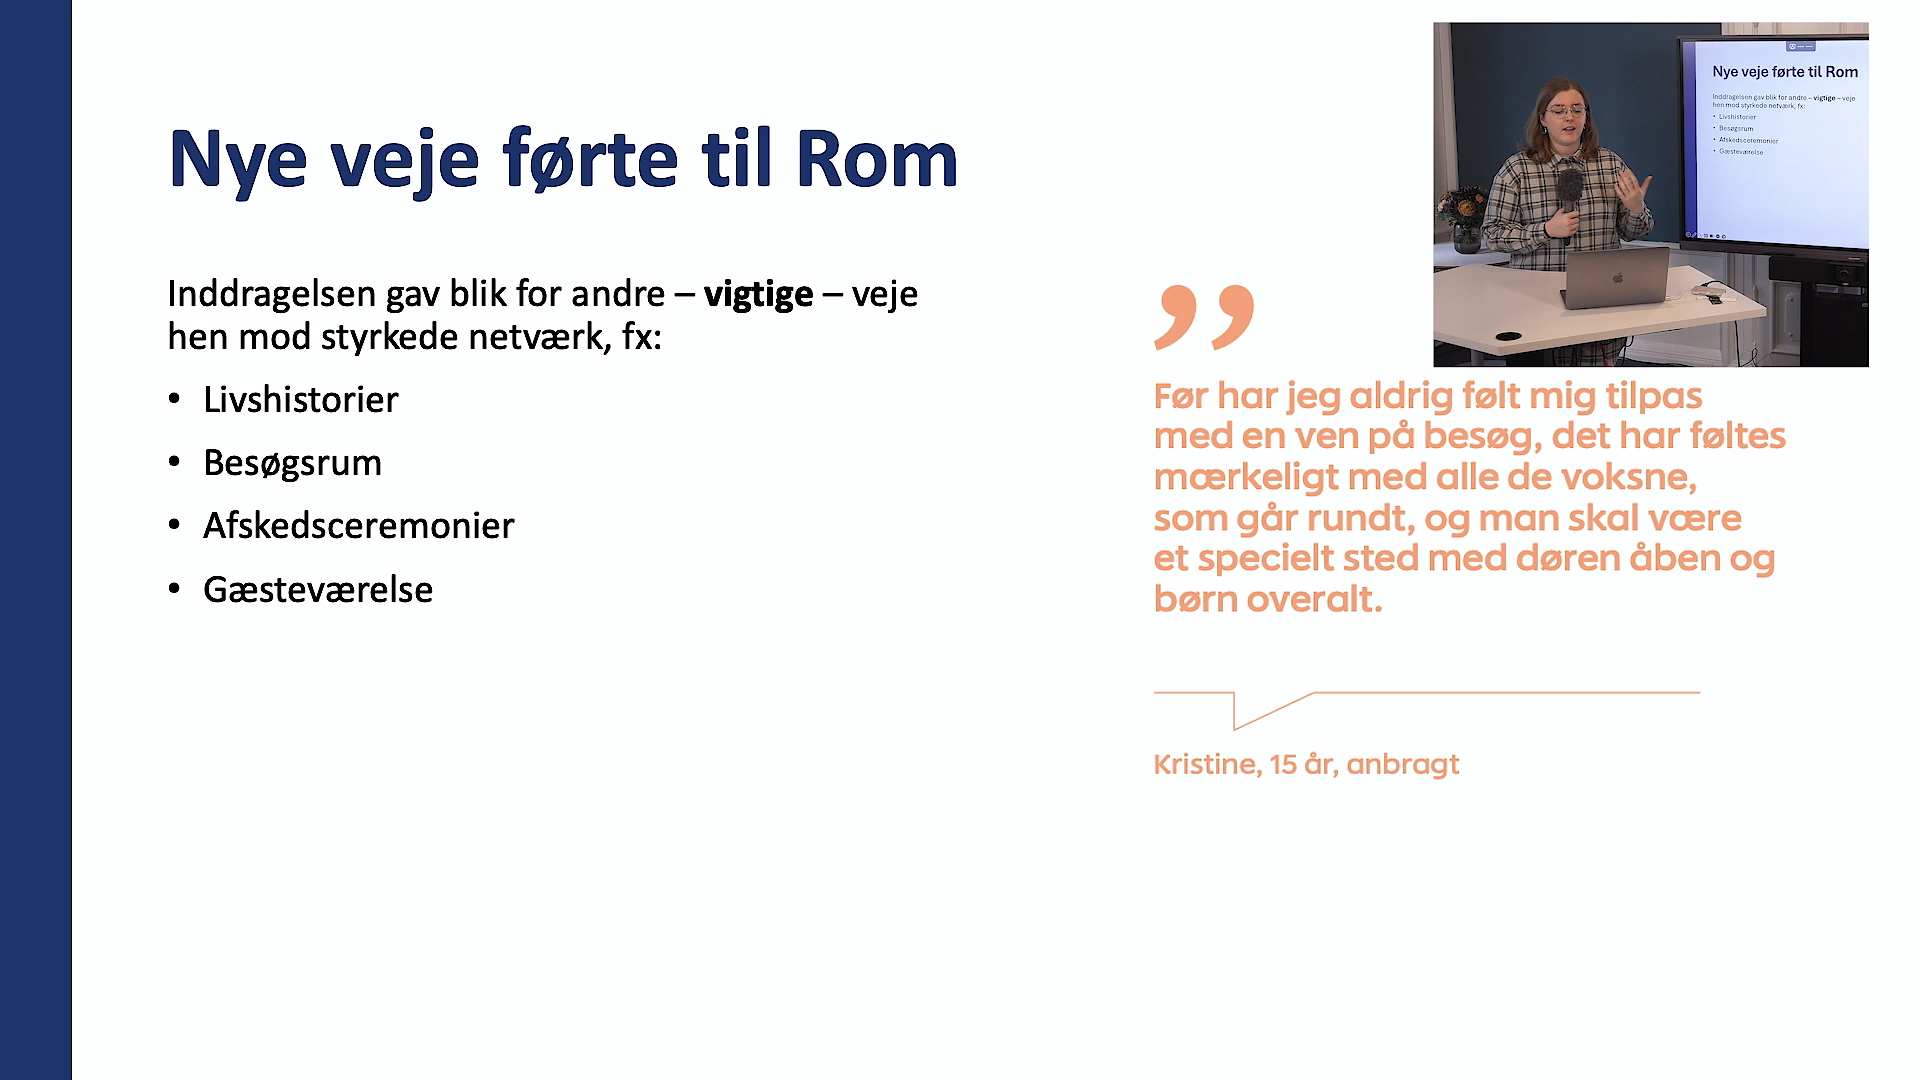 Nye veje førte til Rom
Inddragelsen gav blik for andre – vigtige – veje
hen mod styrkede netværk, fx:
• Livshistorier
• Besøgsrum
• Afskedsceremonier
• Gæsteværelse
”
Før har jeg aldrig følt mig tilpas
med en ven på besøg, det har føltes
mærkeligt med alle de voksne,
som går rundt, og man skal være
et specielt sted med døren åben og
børn overalt.
Kristine, 15 år, anbragt
Nye veje førte til Rom
Inddragelsen gav blik for andre – vigtige – veje
hen mod styrkede netværk, fx:
• Livshistorier
• Besøgsrum
• Afskedsceremonier
• Gæsteværelse